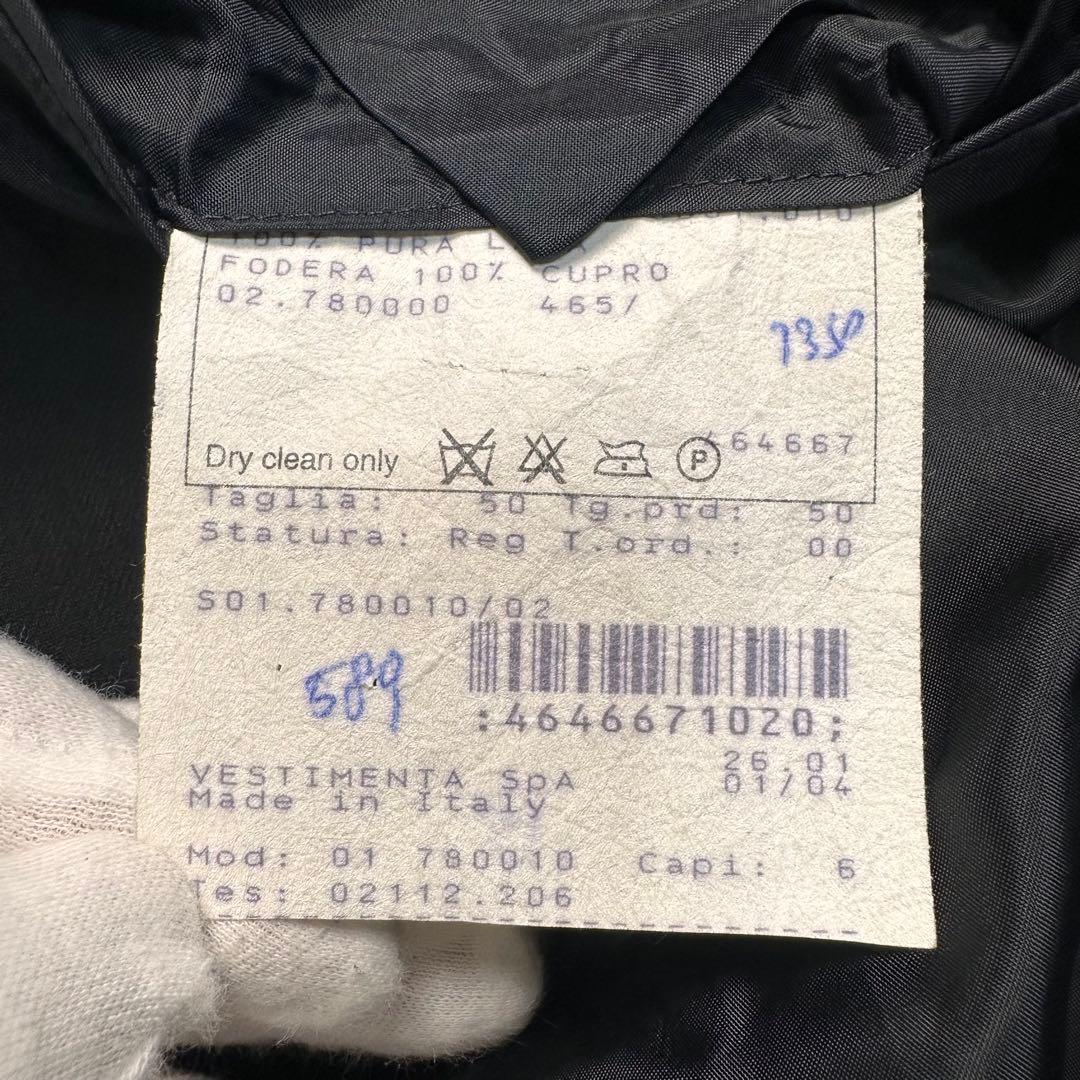 100% PURA
FODERA 100% CUPRO
02.780000 465/
1350
464667
Dry clean only P
Taglia: 50 Tg.prd: 50
Statura: Reg T.ord.: 00
S01.780010/02
589
:4646671020;
26.01
VESTIMENTA SpA 01/04
Made in Italy
Mod: 01 780010 Capi: 6
Tes: 02112.206